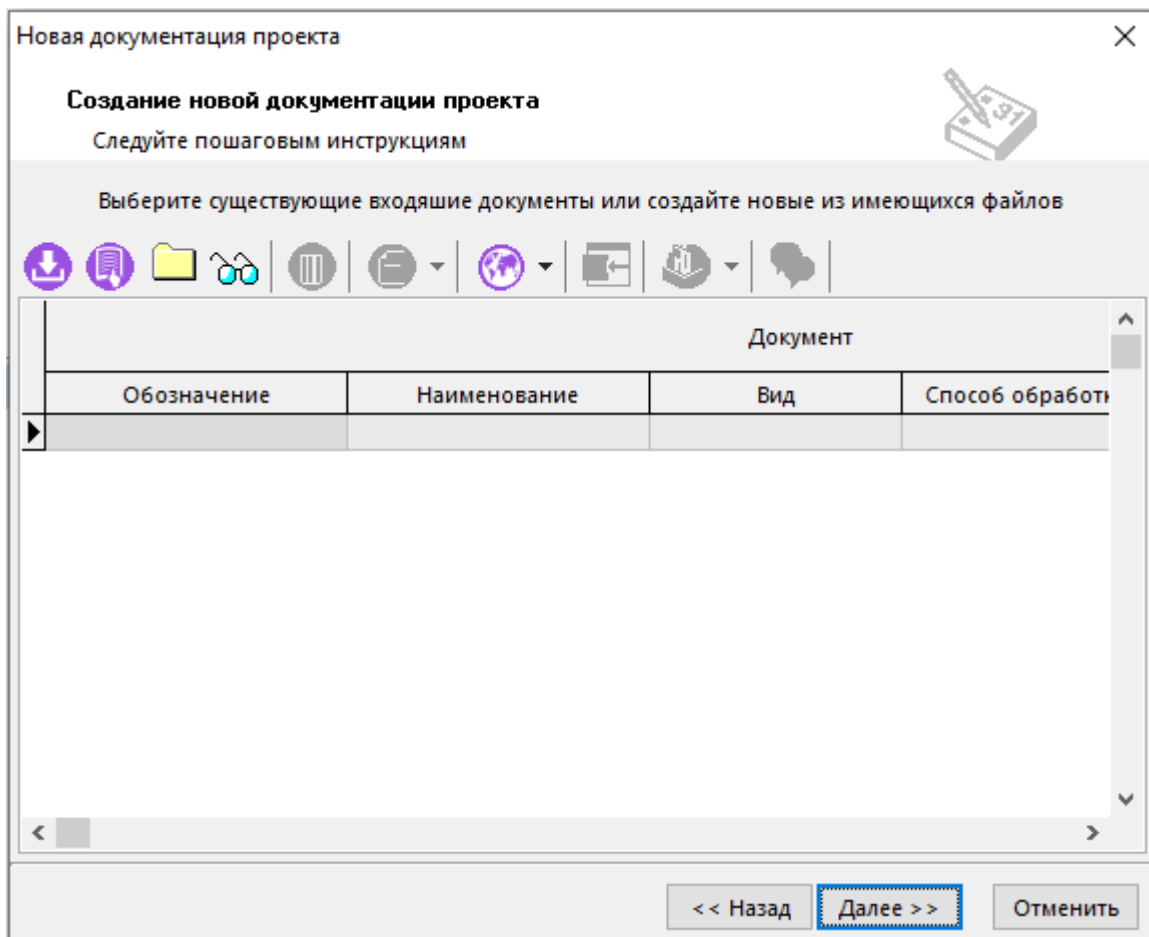 Новая документация проекта
Создание новой документации проекта
Следуйте пошаговым инструкциям
Выберите существующие входяшие документы или создайте новые из имеющихся файлов
Документ
Обозначение Наименование Вид Способ обработк
<< Назад Далее >> Отменить